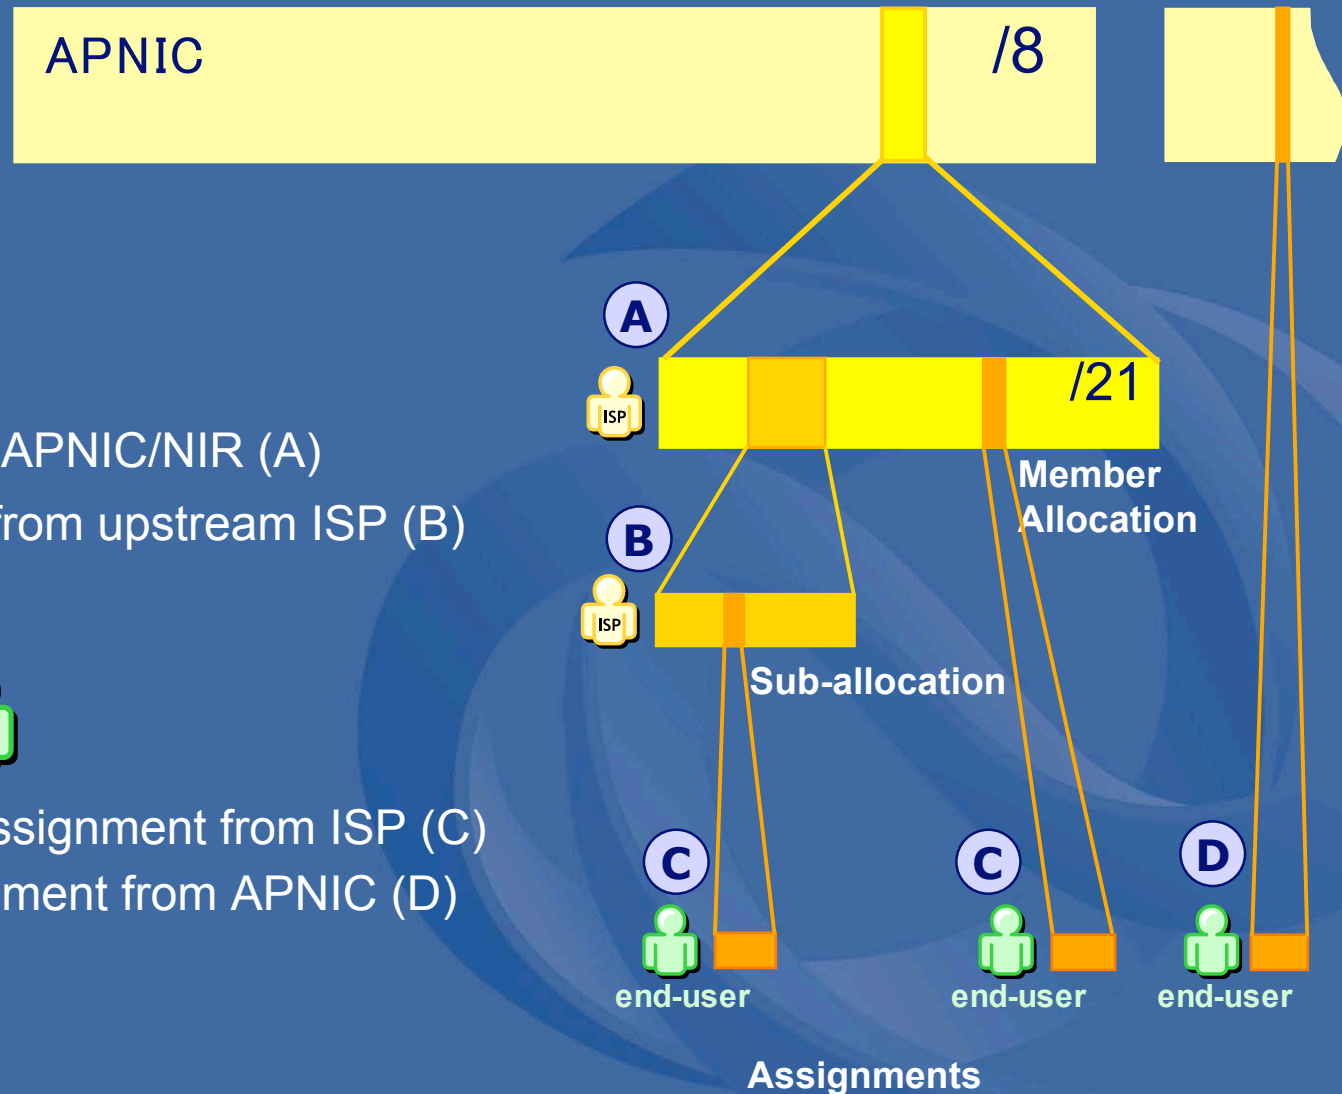 APNIC
/8
A
ISP
/21
APNIC/NIR (A)
Member
Allocation
from upstream ISP (B)
B
ISP
Sub-allocation
ssignment from ISP (C)
ment from APNIC (D)
C
C
D
end-user
end-user
end-user
Assignments